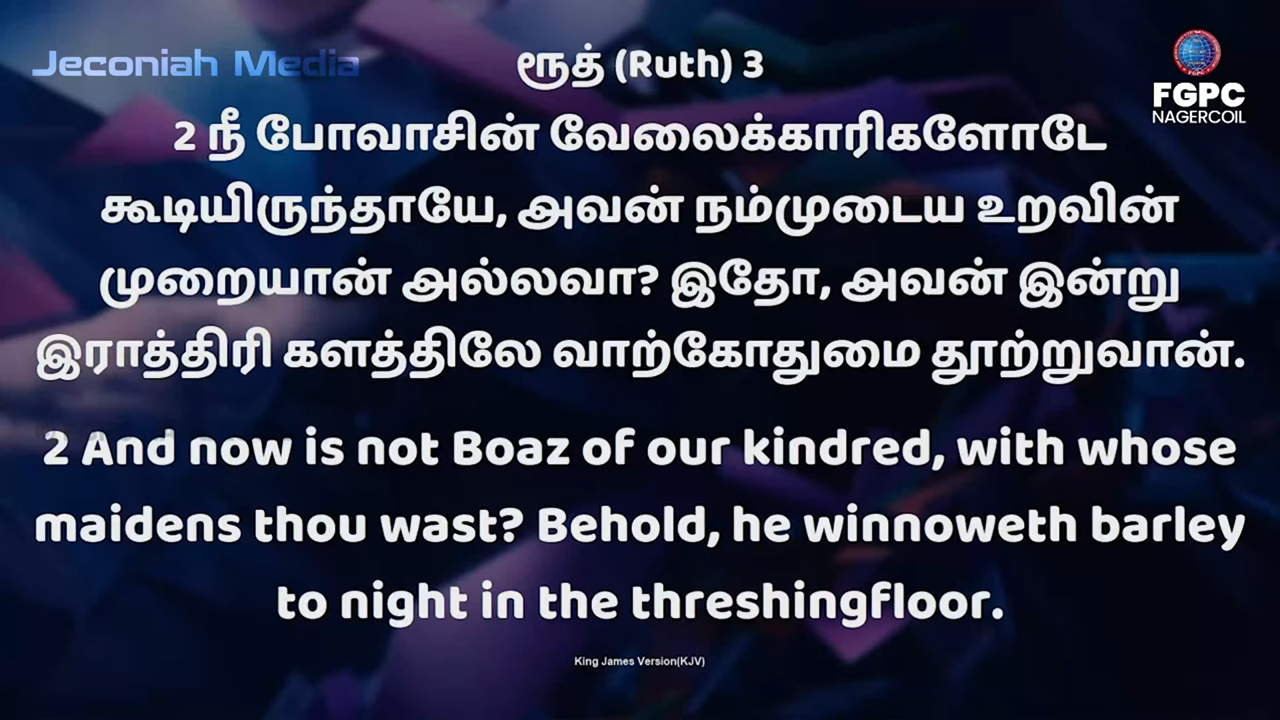 Jeconiah Media
ரூத் (Ruth) 3
FGPC
NAGERCOIL
2 நீ போவாசின் வேலைக்காரிகளோடே
கூடியிருந்தாயே, அவன் நம்முடைய உறவின்
முறையான் அல்லவா? இதோ, அவன் இன்று
இராத்திரி களத்திலே வாற்கோதுமை தூற்றுவான்.
2 And now is not Boaz of our kindred, with whose
maidens thou wast? Behold, he winnoweth barley
to night in the threshingfloor.
King James Version(KJV)